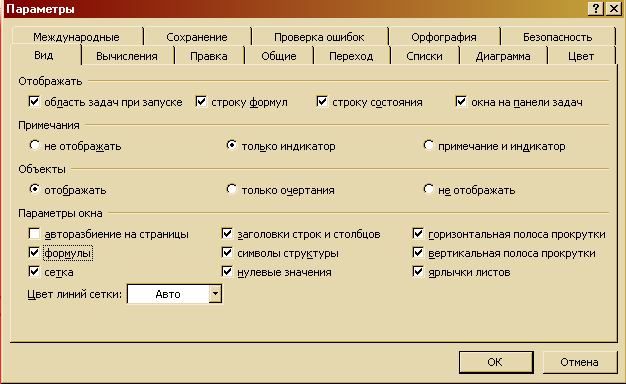 Параметры
Международные Сохранение Проверка ошибок Орфография Безопасность
Вид Вычисления Правка Общие Переход Списки Диаграмма Цвет
Отображать
область задач при запуске строку формул строку состояния окна на панели задач
Примечания
не отображать только индикатор примечание и индикатор
Объекты
отображать только очертания не отображать
Параметры окна
авторазбиение на страницы заголовки строк и столбцов горизонтальная полоса прокрутки
формулы символы структуры вертикальная полоса прокрутки
сетка нулевые значения ярлычки листов
Цвет линий сетки: Авто
ОК Отмена